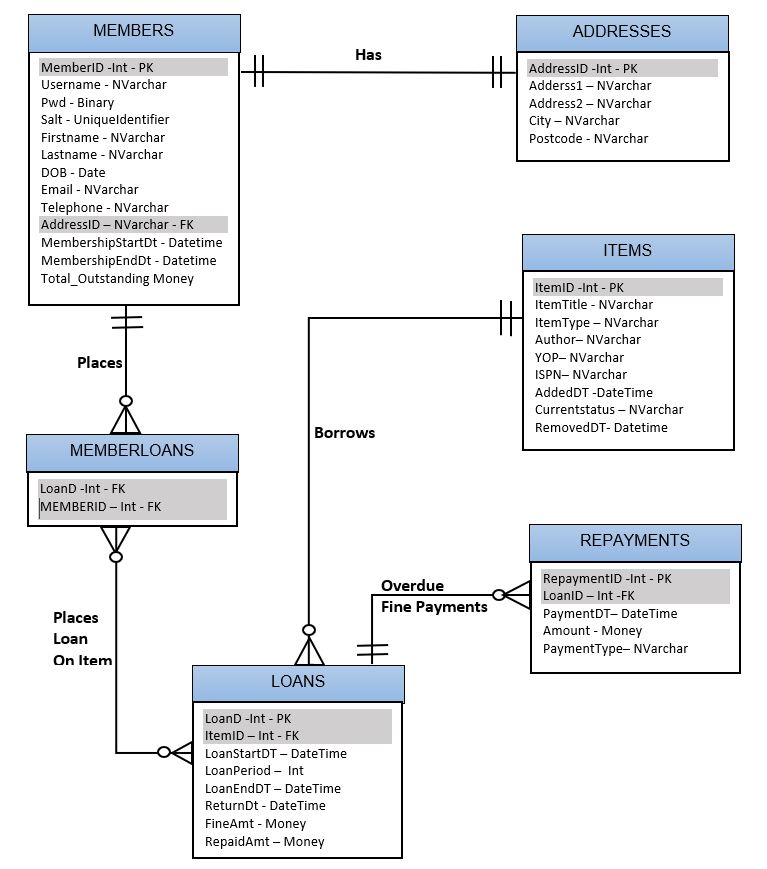 MEMBERS
MemberID -Int - PK
Username - NVarchar
Pwd - Binary
Salt - UniqueIdentifier
Firstname - NVarchar
Lastname - NVarchar
DOB - Date
Email - NVarchar
Telephone - NVarchar
AddressID – NVarchar - FK
MembershipStartDt - Datetime
MembershipEndDt - Datetime
Total_Outstanding Money
Has
ADDRESSES
AddressID -Int - PK
Adderss1 – NVarchar
Address2 – NVarchar
City – NVarchar
Postcode - NVarchar
ITEMS
ItemID -Int - PK
ItemTitle - NVarchar
ItemType – NVarchar
Author– NVarchar
YOP– NVarchar
ISPN– NVarchar
AddedDT -DateTime
Currentstatus – NVarchar
RemovedDT- Datetime
Places
Borrows
MEMBERLOANS
LoanD -Int - FK
MEMBERID – Int - FK
REPAYMENTS
RepaymentID -Int - PK
LoanID – Int -FK
PaymentDT– DateTime
Amount - Money
PaymentType– NVarchar
Overdue
Fine Payments
Places
Loan
On Item
LOANS
LoanD -Int - PK
ItemID – Int - FK
LoanStartDT – DateTime
LoanPeriod – Int
LoanEndDT – DateTime
ReturnDt - DateTime
FineAmt - Money
RepaidAmt – Money